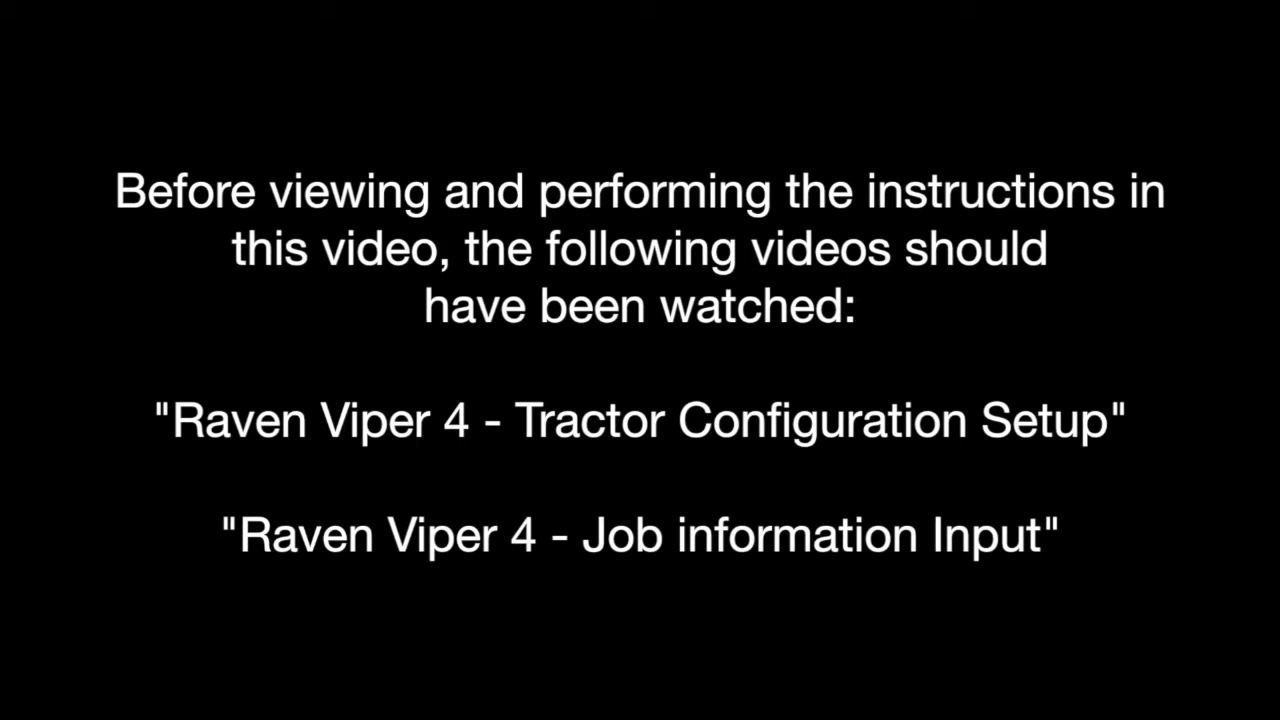 Before viewing and performing the instructions in
this video, the following videos should
have been watched:
"Raven Viper 4 - Tractor Configuration Setup"
"Raven Viper 4 - Job information Input"